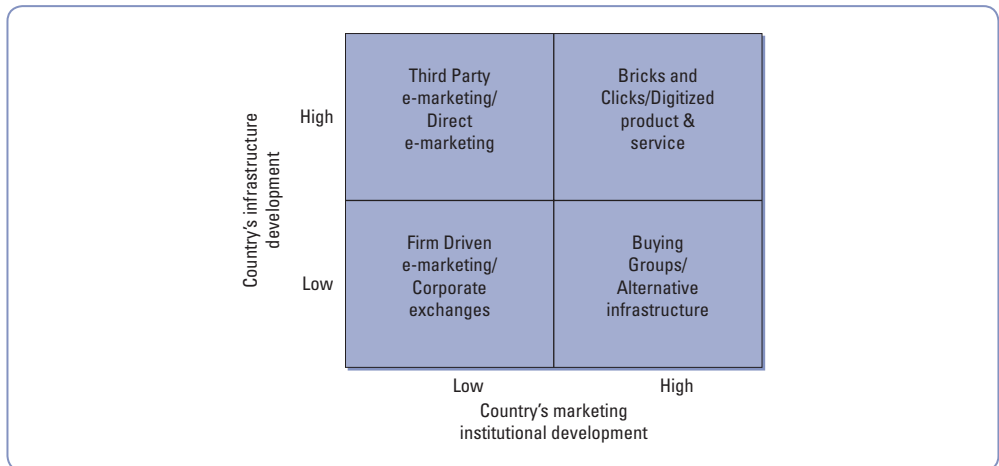 Country's infrastructure
development
High
Third Party
e-marketing/
Direct
e-marketing
Bricks and
Clicks/Digitized
product &
service
Low
Firm Driven
e-marketing/
Corporate
exchanges
Buying
Groups/
Alternative
infrastructure
Low
High
Country's marketing
institutional development